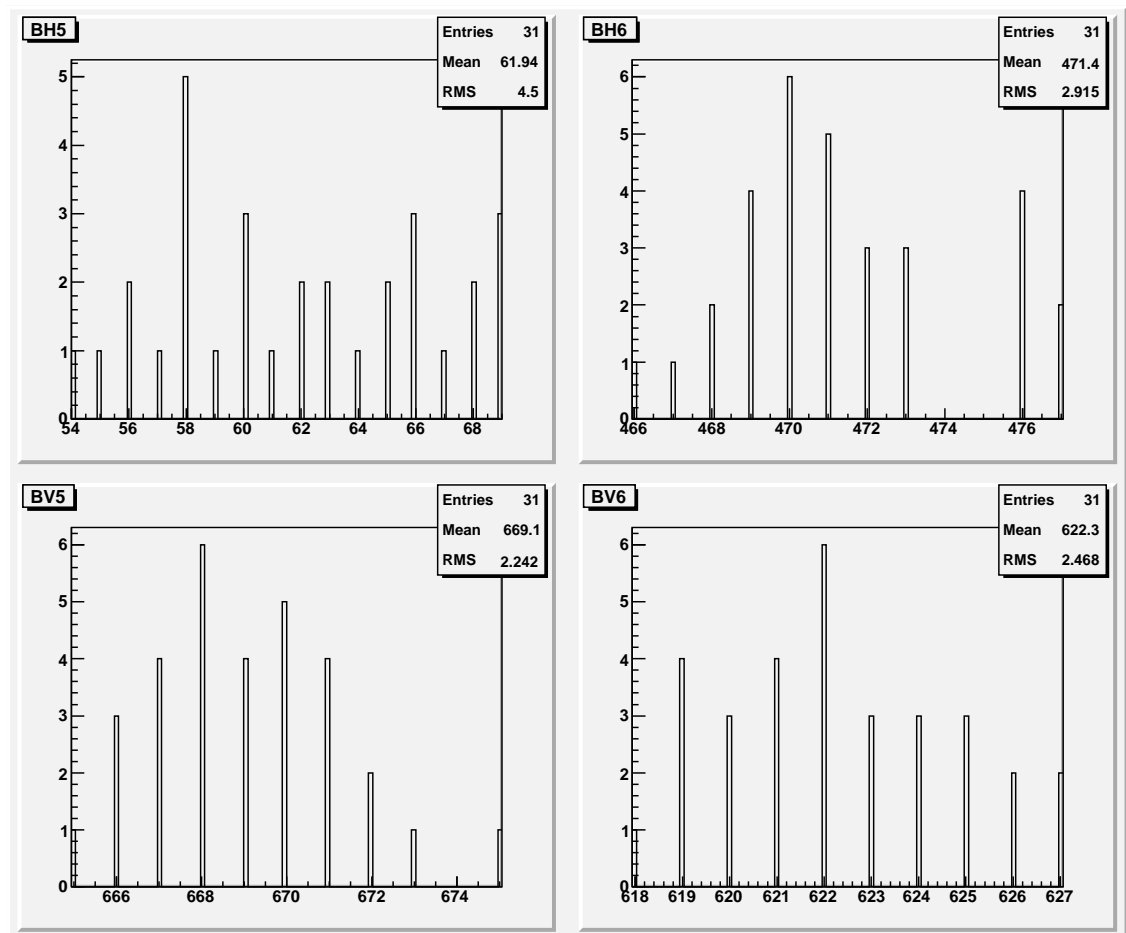 BH5
Entries 31
Mean 61.94
RMS 4.5
5
4
3
2
1
0
54 56 58 60 62 64 66 68
BH6
Entries 31
Mean 471.4
RMS 2.915
6
5
4
3
2
1
0
466 468 470 472 474 476
BV5
Entries 31
Mean 669.1
RMS 2.242
6
5
4
3
2
1
0
666 668 670 672 674
BV6
Entries 31
Mean 622.3
RMS 2.468
6
5
4
3
2
1
0
618 619 620 621 622 623 624 625 626 627